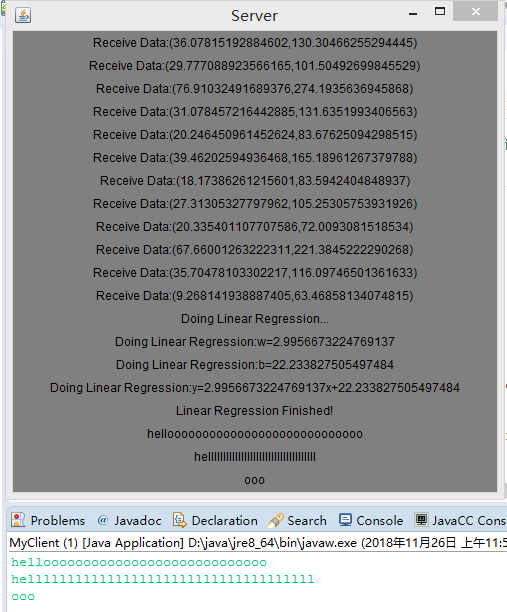 Server
Receive Data:(36.07815192884602,130.30466255294445)
Receive Data:(29.777088923566165,101.50492699845529)
Receive Data:(76.91032491689376,274.1935636945868)
Receive Data:(31.078457216442885,131.6351993406563)
Receive Data:(20.246450961452624,83.67625094298515)
Receive Data:(39.46202594936468,165.18961267379788)
Receive Data:(18.17386261215601,83.5942404848937)
Receive Data:(27.31305327797962,105.25305753931926)
Receive Data:(20.335401107707586,72.0093081518534)
Receive Data:(67.66001263222311,221.3845222290268)
Receive Data:(35.70478103302217,116.09746501361633)
Receive Data:(9.268141938887405,63.46858134074815)
Doing Linear Regression...
Doing Linear Regression:w=2.9956673224769137
Doing Linear Regression:b=22.233827505497484
Doing Linear Regression:y=2.9956673224769137x+22.233827505497484
Linear Regression Finished!
helloooooooooooooooooooooooooooo
helllllllllllllllllllllllllllllllllllll
ooo
Problems @ Javadoc Declaration Search Console JavaCC Cons
MyClient (1) [Java Application] D:\java\jre8_64\bin\javaw.exe (2018年11月26日 上午11:5
helloooooooooooooooooooooooooooo
helllllllllllllllllllllllllllllllllllll
ooo